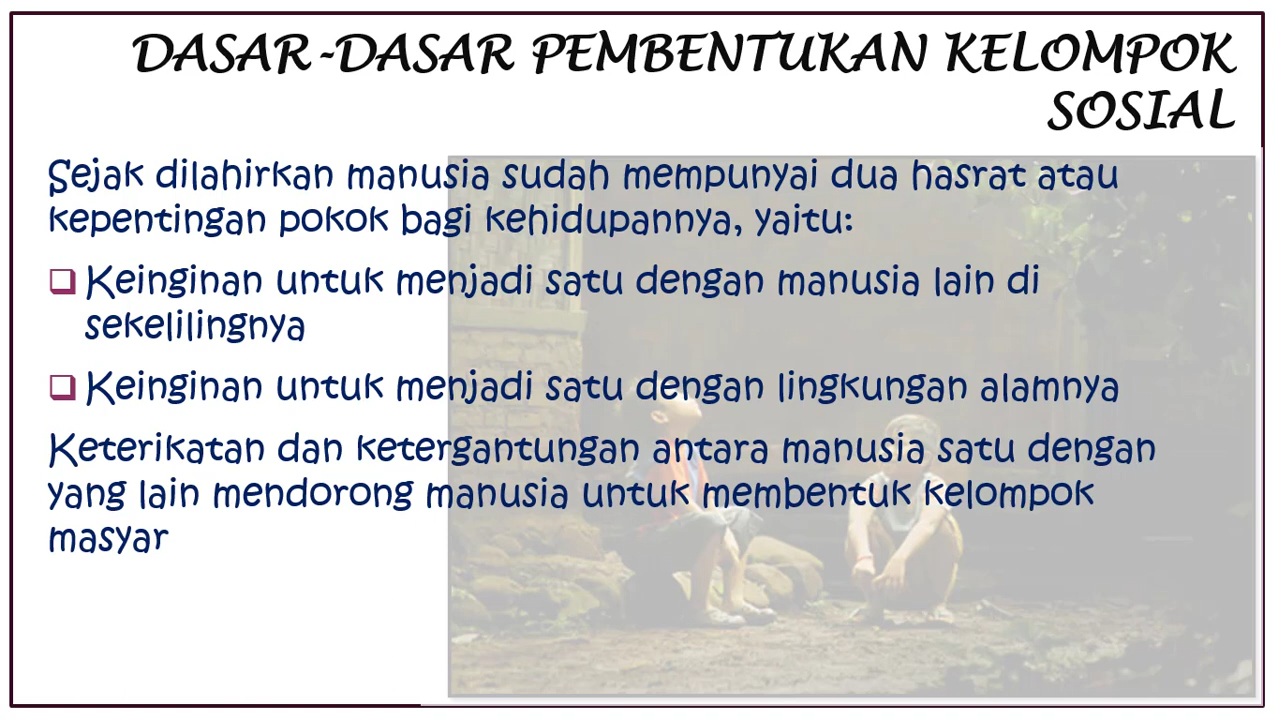 DASAR-DASAR PEMBENTUKAN KELOMPOK
SOSIAL
Sejak dilahirkan manusia sudah mempunyai dua hasrat atau
kepentingan pokok bagi kehidupannya, yaitu:
Keinginan untuk menjadi satu dengan manusia lain di
sekelilingnya
Keinginan untuk menjadi satu dengan lingkungan alamnya
Keterikatan dan ketergantungan antara manusia satu dengan
yang lain mendorong manusia untuk membentuk kelompok
masyar